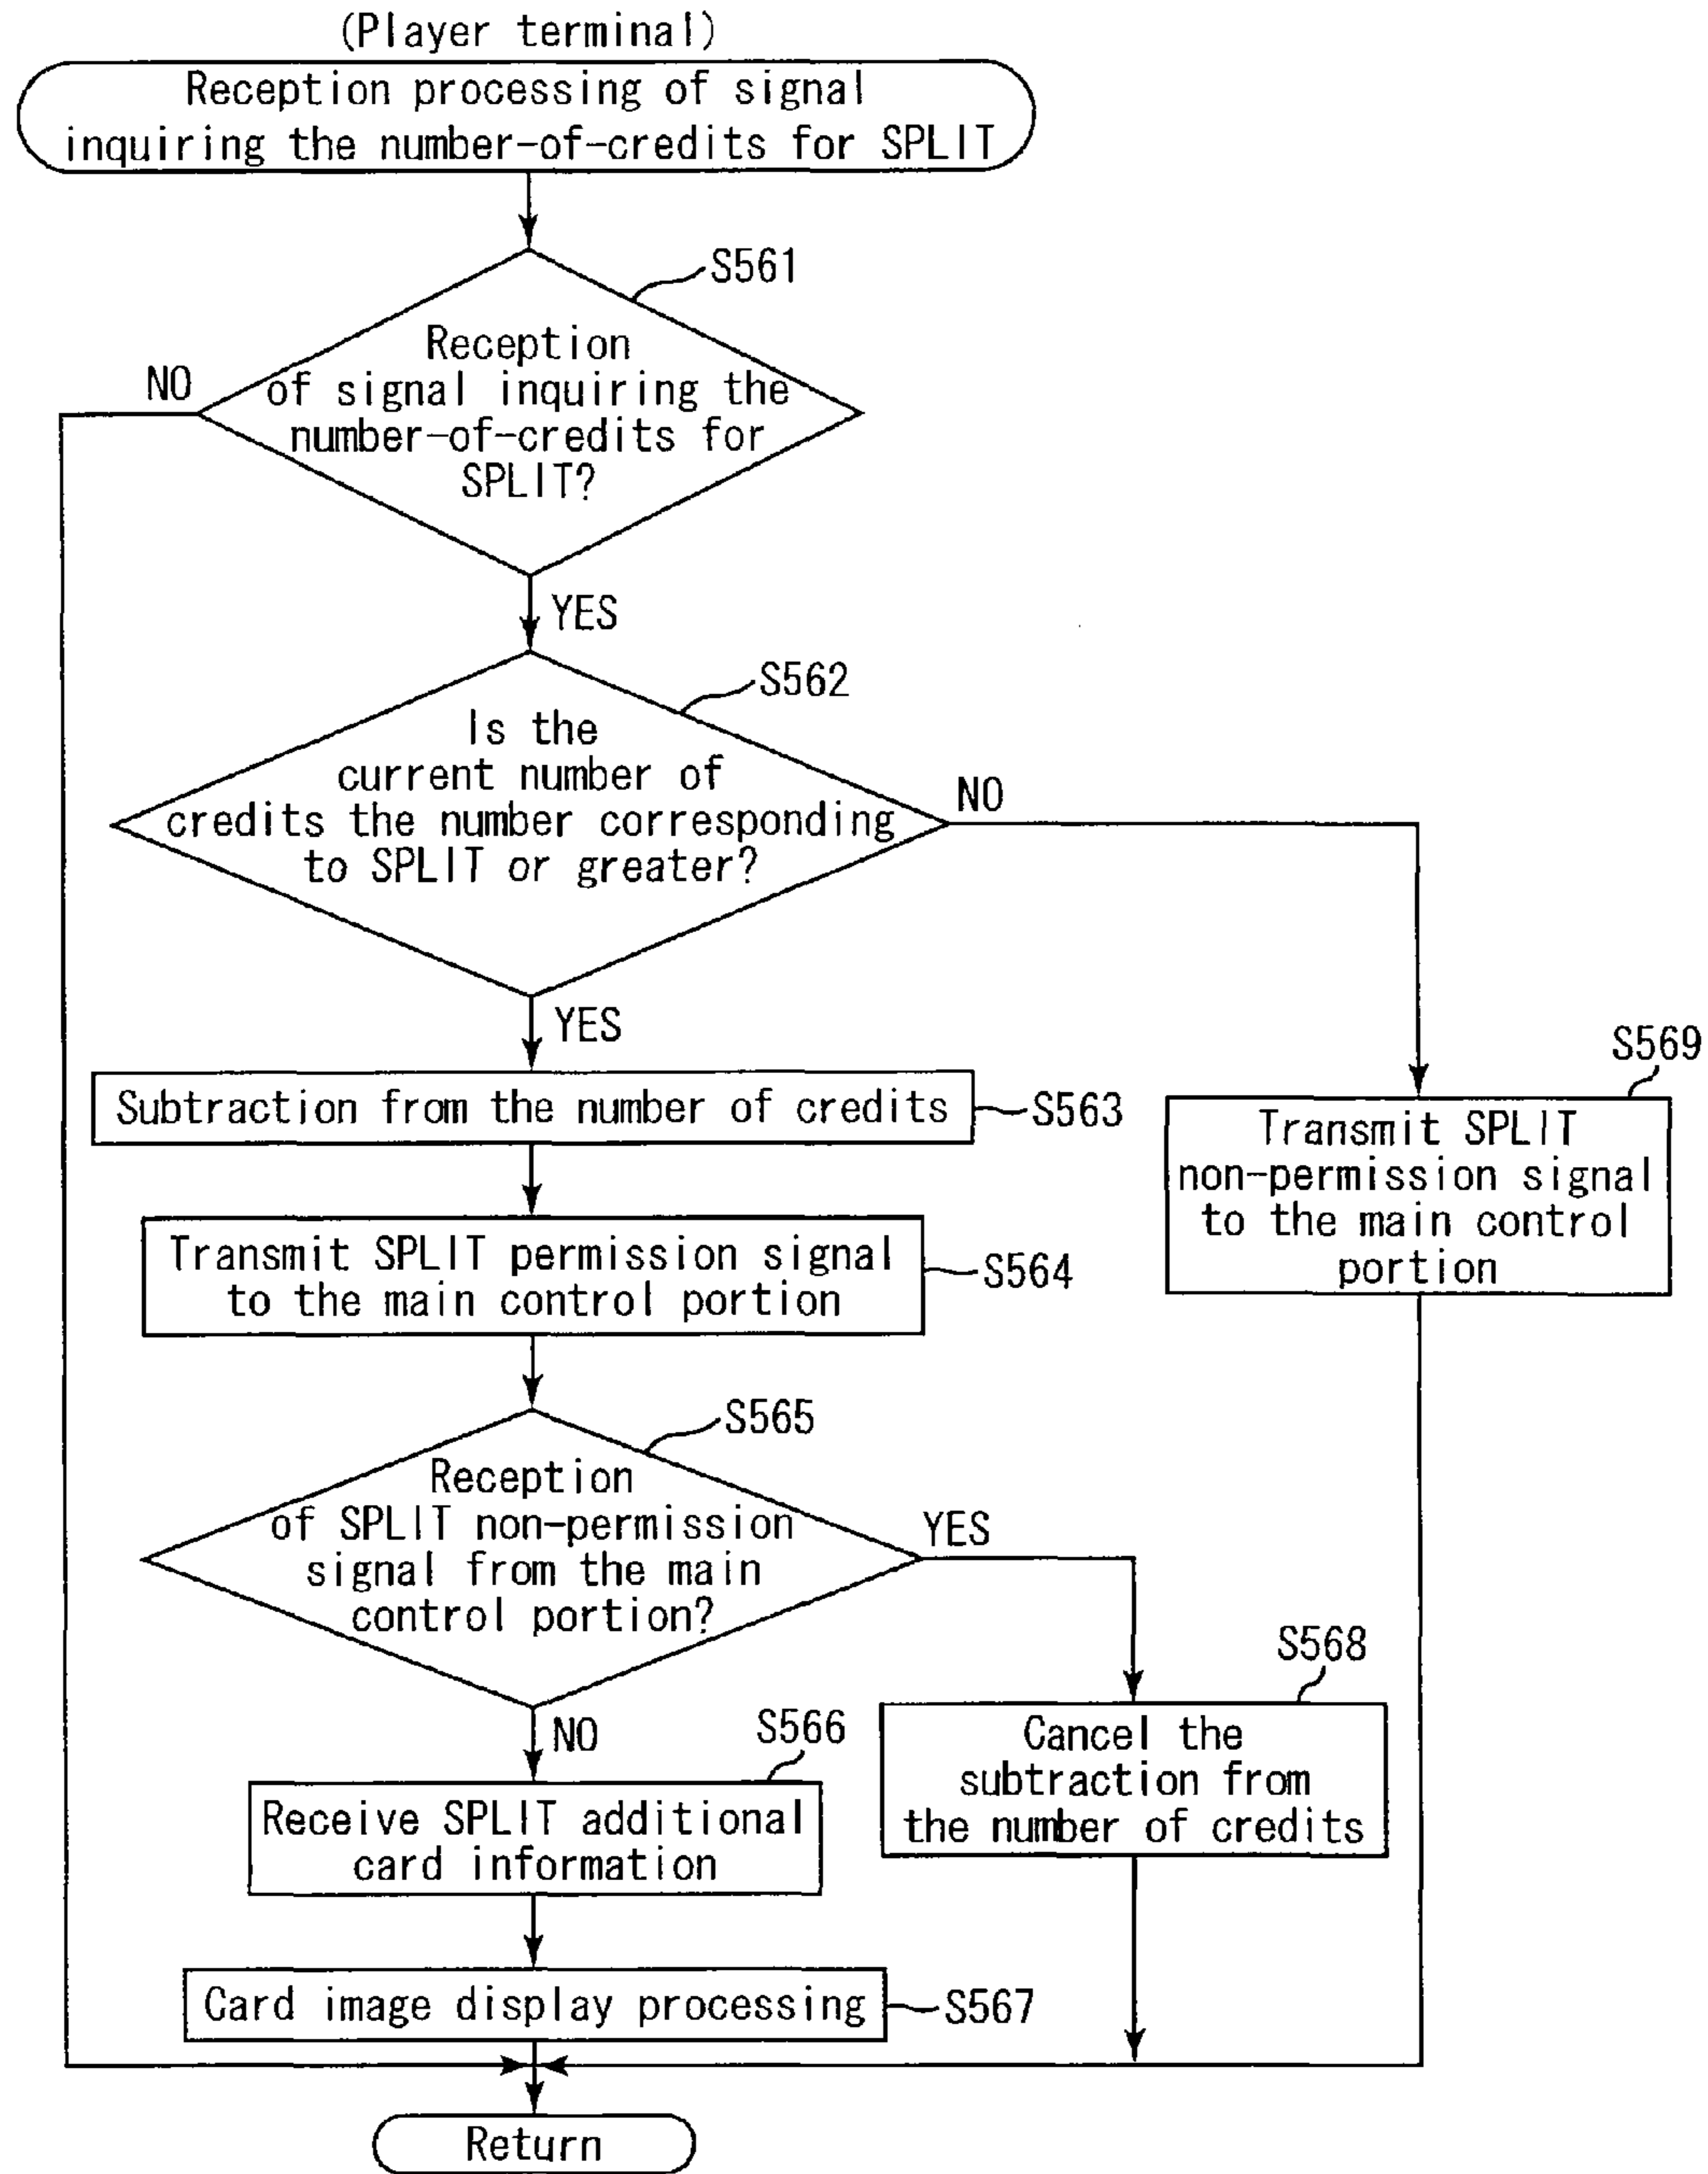 (Player terminal)
Reception processing of signal
inquiring the number-of-credits for SPLIT
S561
Reception
of signal inquiring the
number-of-credits for
SPLIT?
NO
YES
S562
Is the
current number of
credits the number corresponding
to SPLIT or greater?
NO
YES
Subtraction from the number of credits
S563
S569
Transmit SPLIT
non-permission signal
to the main control
portion
Transmit SPLIT permission signal
to the main control portion
S564
S565
Reception
of SPLIT non-permission
signal from the main
control portion?
YES
NO
S568
Cancel the
subtraction from
the number of credits
S566
Receive SPLIT additional
card information
Card image display processing
S567
Return